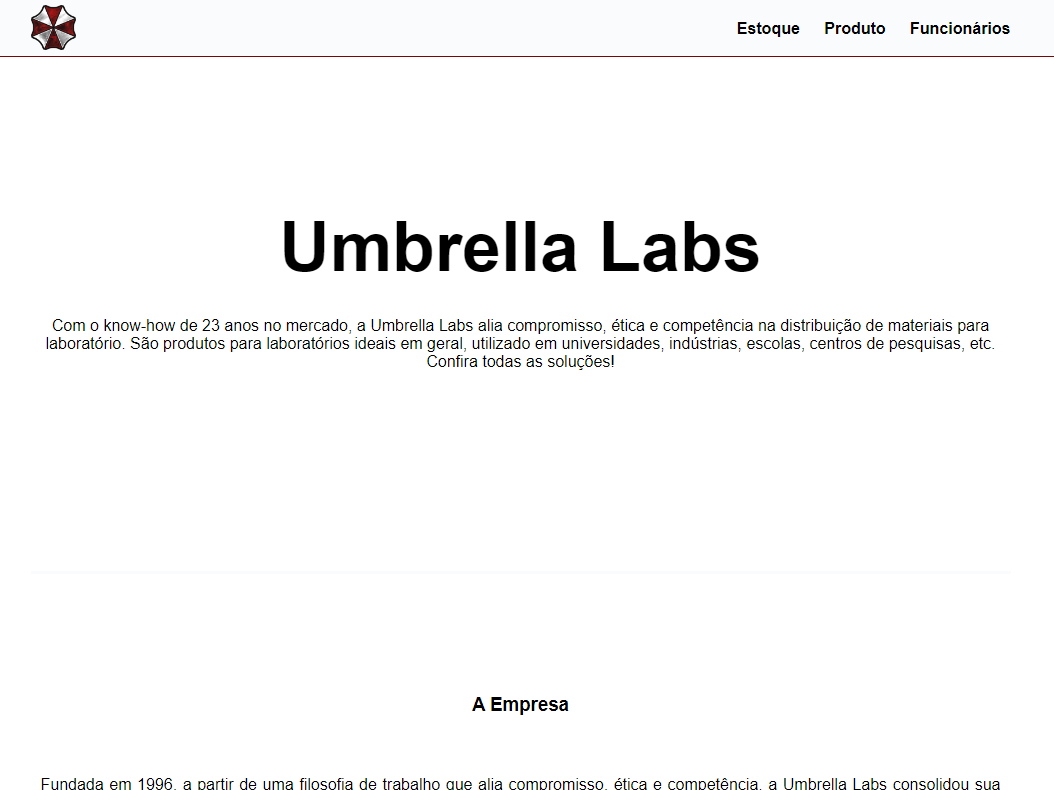 Estoque Produto Funcionários
Umbrella Labs
Com o know-how de 23 anos no mercado, a Umbrella Labs alia compromisso, ética e competência na distribuição de materiais para
laboratório. São produtos para laboratórios ideais em geral, utilizado em universidades, indústrias, escolas, centros de pesquisas, etc.
Confira todas as soluções!
A Empresa
Fundada em 1996, a partir de uma filosofia de trabalho que alia compromisso, ética e competência, a Umbrella Labs consolidou sua